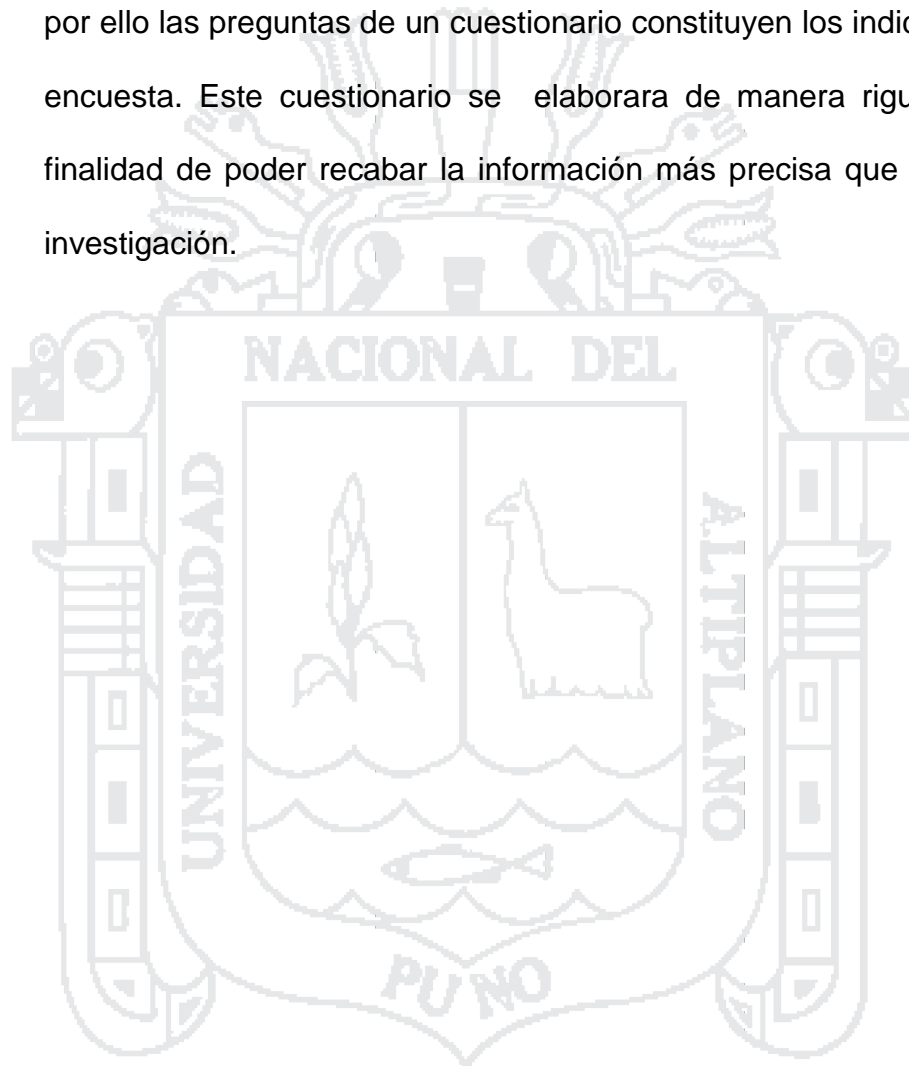 por ello las preguntas de un cuestionario constituyen los indic
encuesta. Este cuestionario se elaborara de manera rigu
finalidad de poder recabar la información más precisa que
investigación.
NACIONAL DEL
UNIVERSIDAD
ALTIPLANO
PUNO